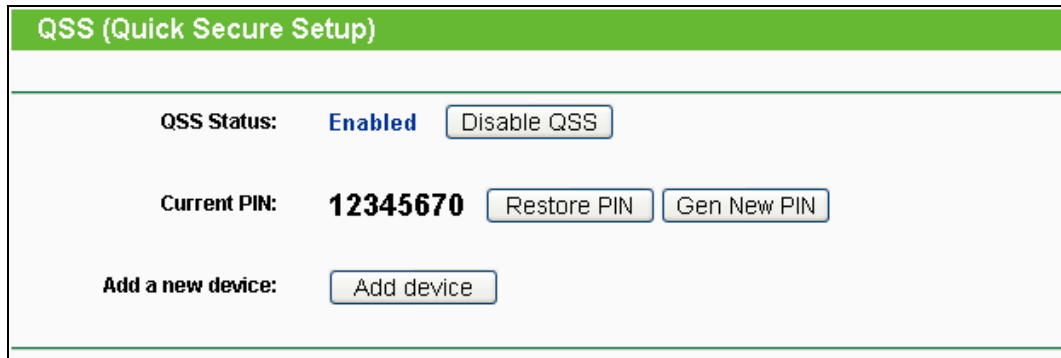 QSS (Quick Secure Setup)
QSS Status: Enabled Disable QSS
Current PIN: 12345670 Restore PIN Gen New PIN
Add a new device: Add device